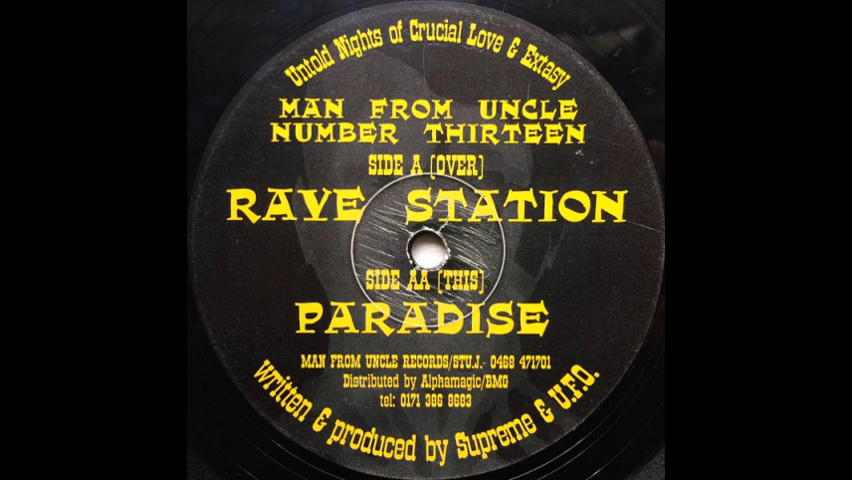 Untold Nights of Crucial Love & Extasy
MAN FROM UNCLE
NUMBER THIRTEEN
SIDE A (OVER)
RAVE STATION
SIDE AA (THIS)
PARADISE
MAN FROM UNCLE RECORDS/STU.J.- 0468 471701
Distributed by Alphamagic/BMG
tel: 0171 386 8683
written & produced by Supreme & U.F.O.